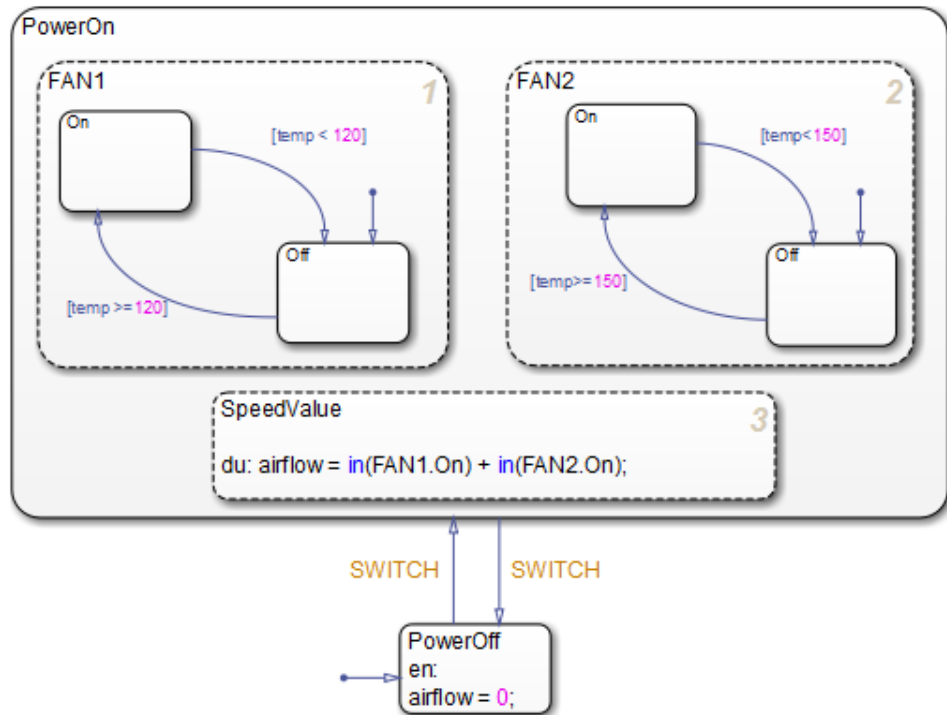 PowerOn
FAN1
1
On
[temp < 120]
Off
[temp >= 120]
FAN2
2
On
[temp<150]
Off
[temp>= 150]
SpeedValue
3
du: airflow = in(FAN1.On) + in(FAN2.On);
SWITCH
SWITCH
PowerOff
en:
airflow = 0;